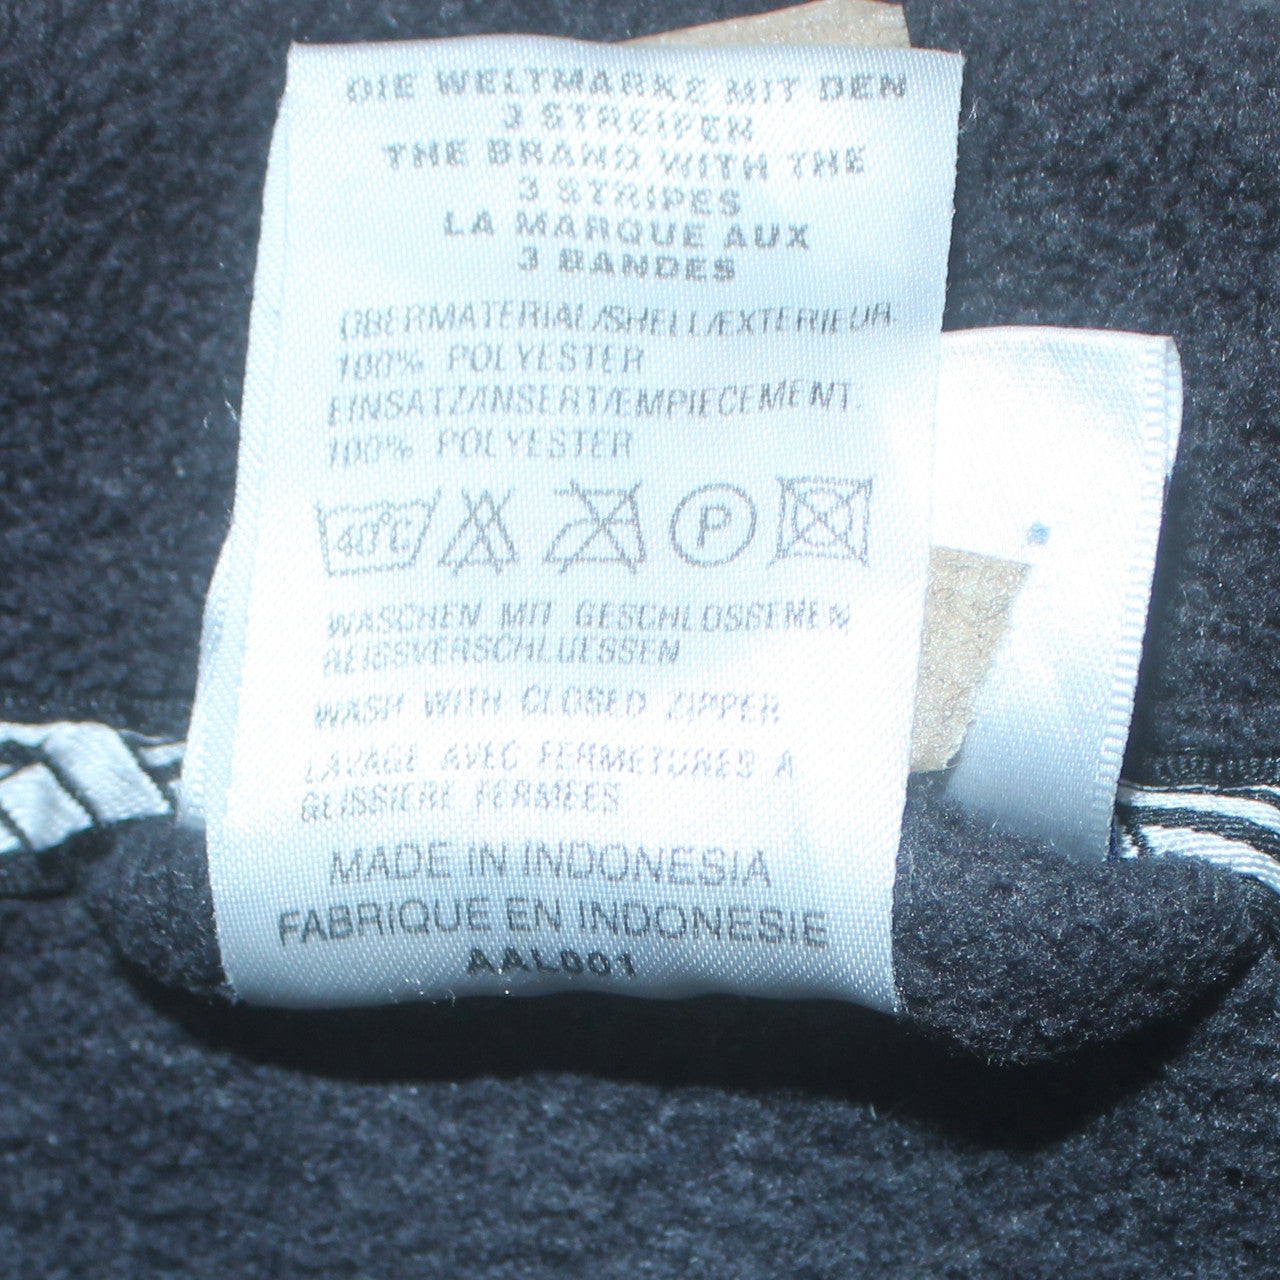 DIE WELTMARKE MIT DEN
3 STREIFEN
THE BRAND WITH THE
3 STRIPES
LA MARQUE AUX
3 BANDES
OBERMATERIAL/SHELL/EXTERIEUR:
100% POLYESTER
EINSATZ/INSERT/EMPIECEMENT:
100% POLYESTER
40°C P
WASCHEN MIT GESCHLOSSENEN
REISSVERSCHLUESSEN
WASH WITH CLOSED ZIPPER
LAVAGE AVEC FERMETURES A
GLISSIERE FERMEES
MADE IN INDONESIA
FABRIQUE EN INDONESIE
AAL001